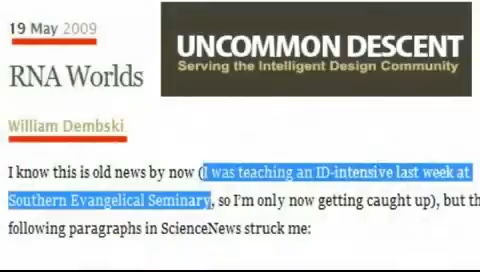 19 May 2009
UNCOMMON DESCENT
Serving the Intelligent Design Community
RNA Worlds
William Dembski
I know this is old news by now (I was teaching an ID-intensive last week at
Southern Evangelical Seminary, so I'm only now getting caught up), but th
following paragraphs in ScienceNews struck me: